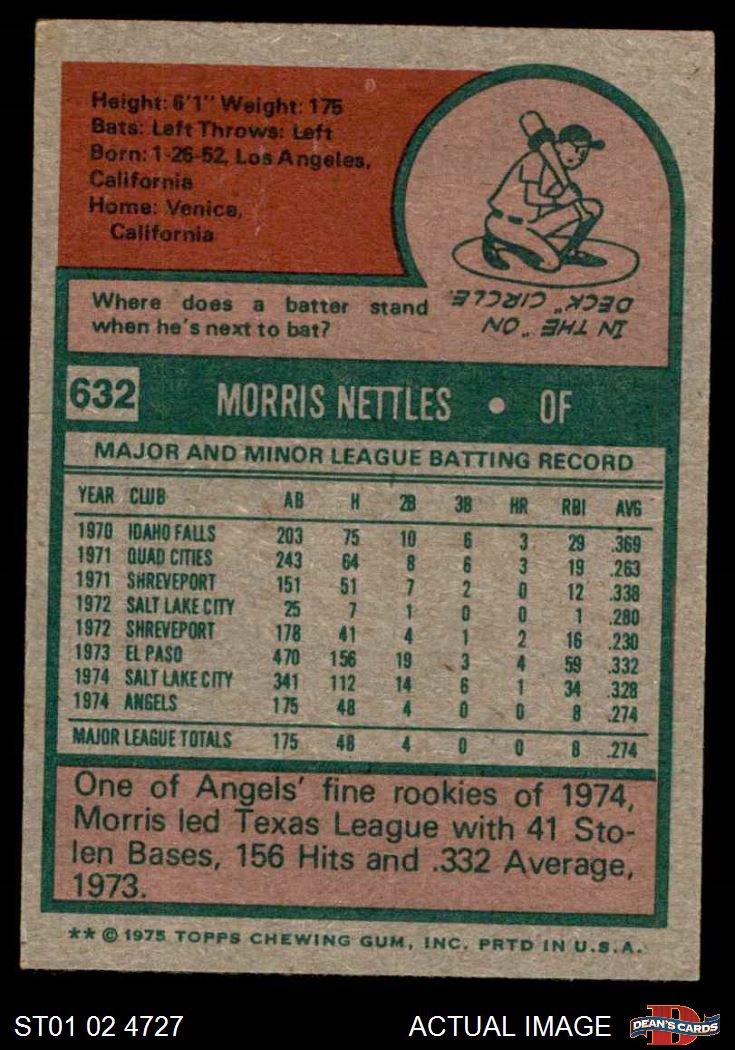 Height: 6'1" Weight: 175
Bats: Left Throws: Left
Born: 1-26-52, Los Angeles,
California
Home: Venice,
California
Where does a batter stand
when he's next to bat?
IN THE "ON
DECK" CIRCLE.
632 MORRIS NETTLES • OF
MAJOR AND MINOR LEAGUE BATTING RECORD
YEAR CLUB AB H 2B 3B HR RBI AVG
1970 IDAHO FALLS 203 75 10 6 3 29 .369
1971 QUAD CITIES 243 64 8 6 3 19 .263
1971 SHREVEPORT 151 51 7 2 0 12 .338
1972 SALT LAKE CITY 25 7 1 0 0 1 .280
1972 SHREVEPORT 178 41 4 1 2 16 .230
1973 EL PASO 470 156 19 3 4 59 .332
1974 SALT LAKE CITY 341 112 14 6 1 34 .328
1974 ANGELS 175 48 4 0 0 8 .274
MAJOR LEAGUE TOTALS 175 48 4 0 0 8 .274
One of Angels' fine rookies of 1974,
Morris led Texas League with 41 Sto-
len Bases, 156 Hits and .332 Average,
1973.
** © 1975 TOPPS CHEWING GUM, INC. PRTD IN U.S.A.
ST01 02 4727 ACTUAL IMAGE DEAN'S CARDS